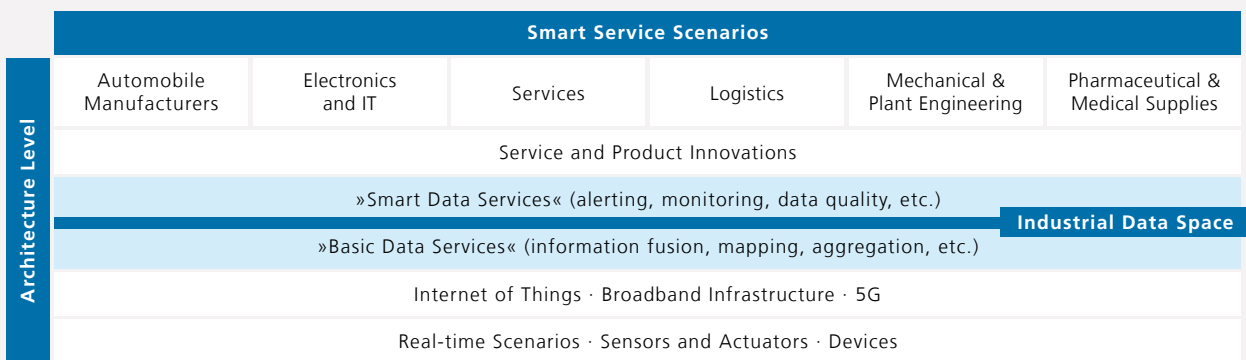 Smart Service Scenarios
Architecture Level
Automobile
Manufacturers
Electronics
and IT
Services
Logistics
Mechanical &
Plant Engineering
Pharmaceutical &
Medical Supplies
Service and Product Innovations
»Smart Data Services« (alerting, monitoring, data quality, etc.)
Industrial Data Space
»Basic Data Services« (information fusion, mapping, aggregation, etc.)
Internet of Things · Broadband Infrastructure · 5G
Real-time Scenarios · Sensors and Actuators · Devices